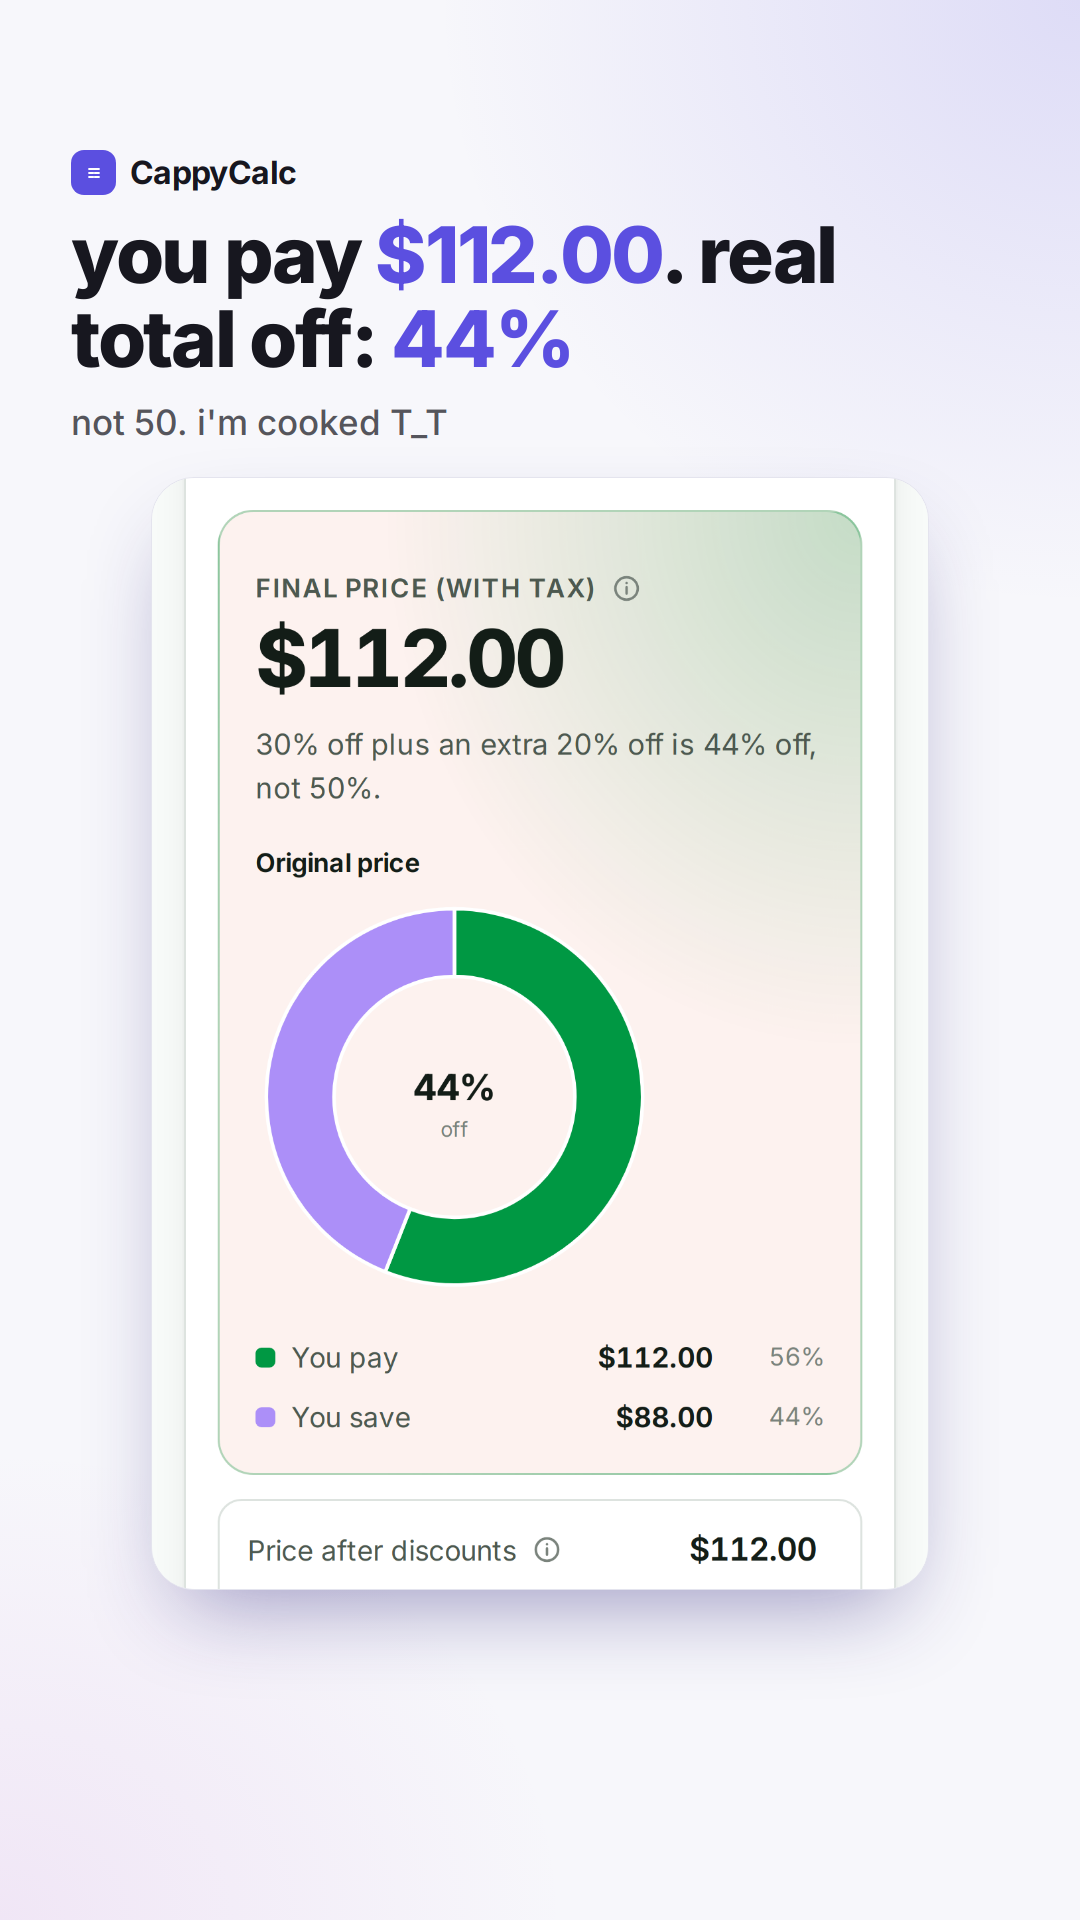 CappyCalc
you pay $112.00. real
total off: 44%
not 50. i'm cooked T_T
FINAL PRICE (WITH TAX)
$112.00
30% off plus an extra 20% off is 44% off,
not 50%.
Original price
44%
off
You pay $112.00 56%
You save $88.00 44%
Price after discounts $112.00